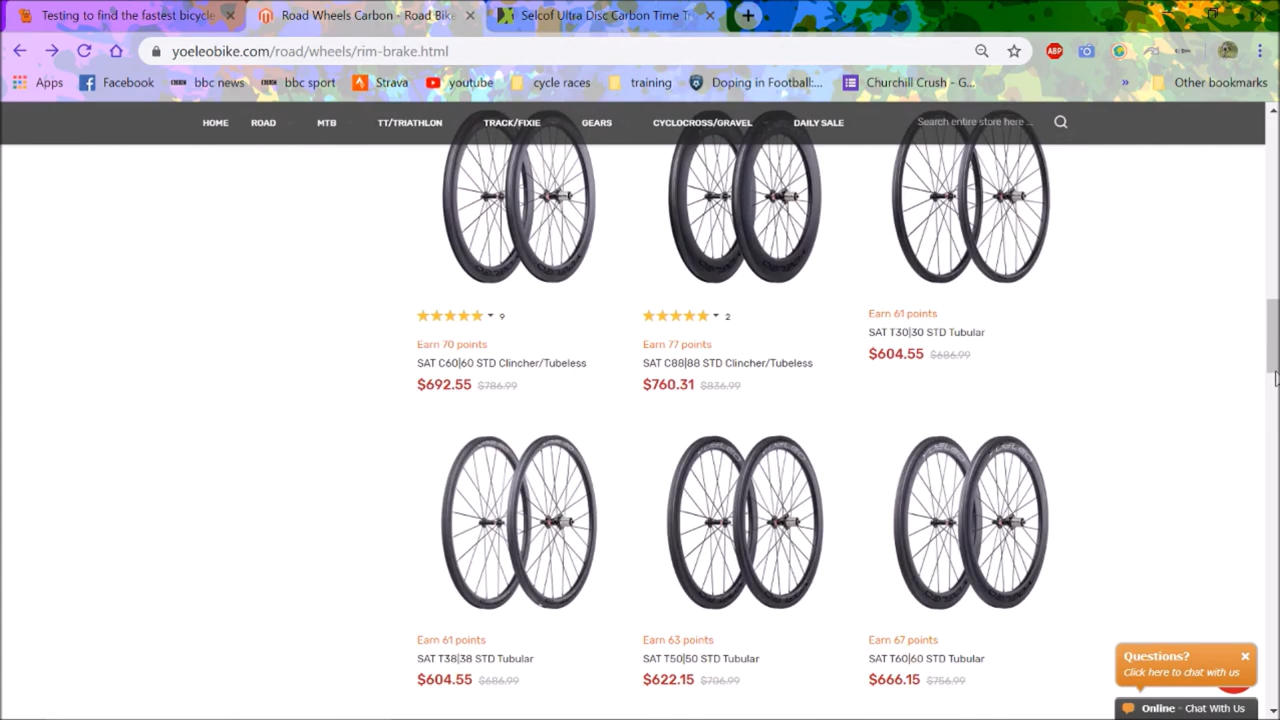 Testing to find the fastest bicycle
Road Wheels Carbon - Road Bike
Selcof Ultra Disc Carbon Time Tr
yoeleobike.com/road/wheels/rim-brake.html
ABP
Apps
Facebook
BBC bbc news
BBC bbc sport
Strava
youtube
cycle races
training
Doping in Football:...
Churchill Crush - G...
»
Other bookmarks
HOME
ROAD
MTB
TT/TRIATHLON
TRACK/FIXIE
GEARS
CYCLOCROSS/GRAVEL
DAILY SALE
Search entire store here ...
9
Earn 70 points
SAT C60|60 STD Clincher/Tubeless
$692.55 $786.99
2
Earn 77 points
SAT C88|88 STD Clincher/Tubeless
$760.31 $836.99
Earn 61 points
SAT T30|30 STD Tubular
$604.55 $686.99
Earn 61 points
SAT T38|38 STD Tubular
$604.55 $686.99
Earn 63 points
SAT T50|50 STD Tubular
$622.15 $706.99
Earn 67 points
SAT T60|60 STD Tubular
$666.15 $756.99
Questions?
Click here to chat with us
Online - Chat With Us